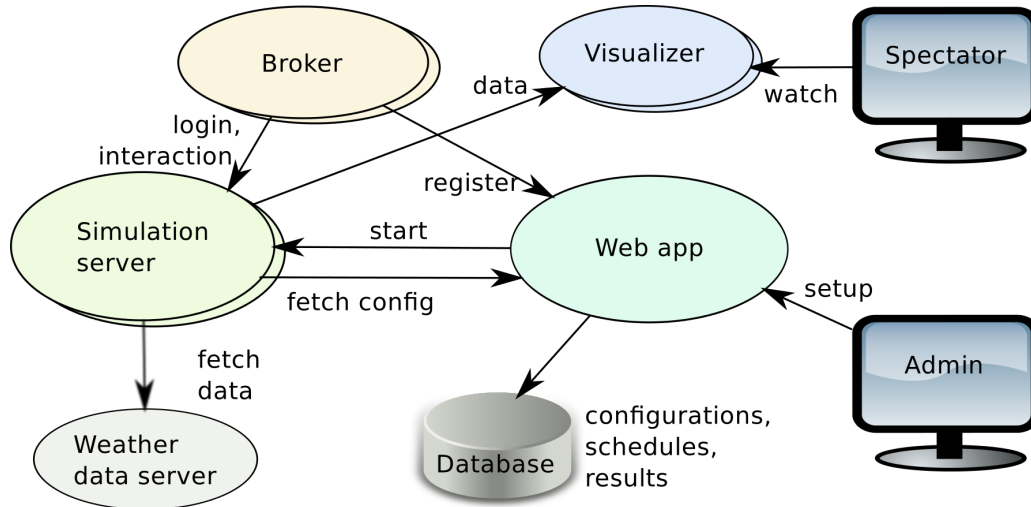 Broker
Visualizer
Spectator
data
watch
login,
interaction
register
Simulation
server
start
Web app
fetch config
setup
fetch
data
Admin
Weather
data server
Database
configurations,
schedules,
results